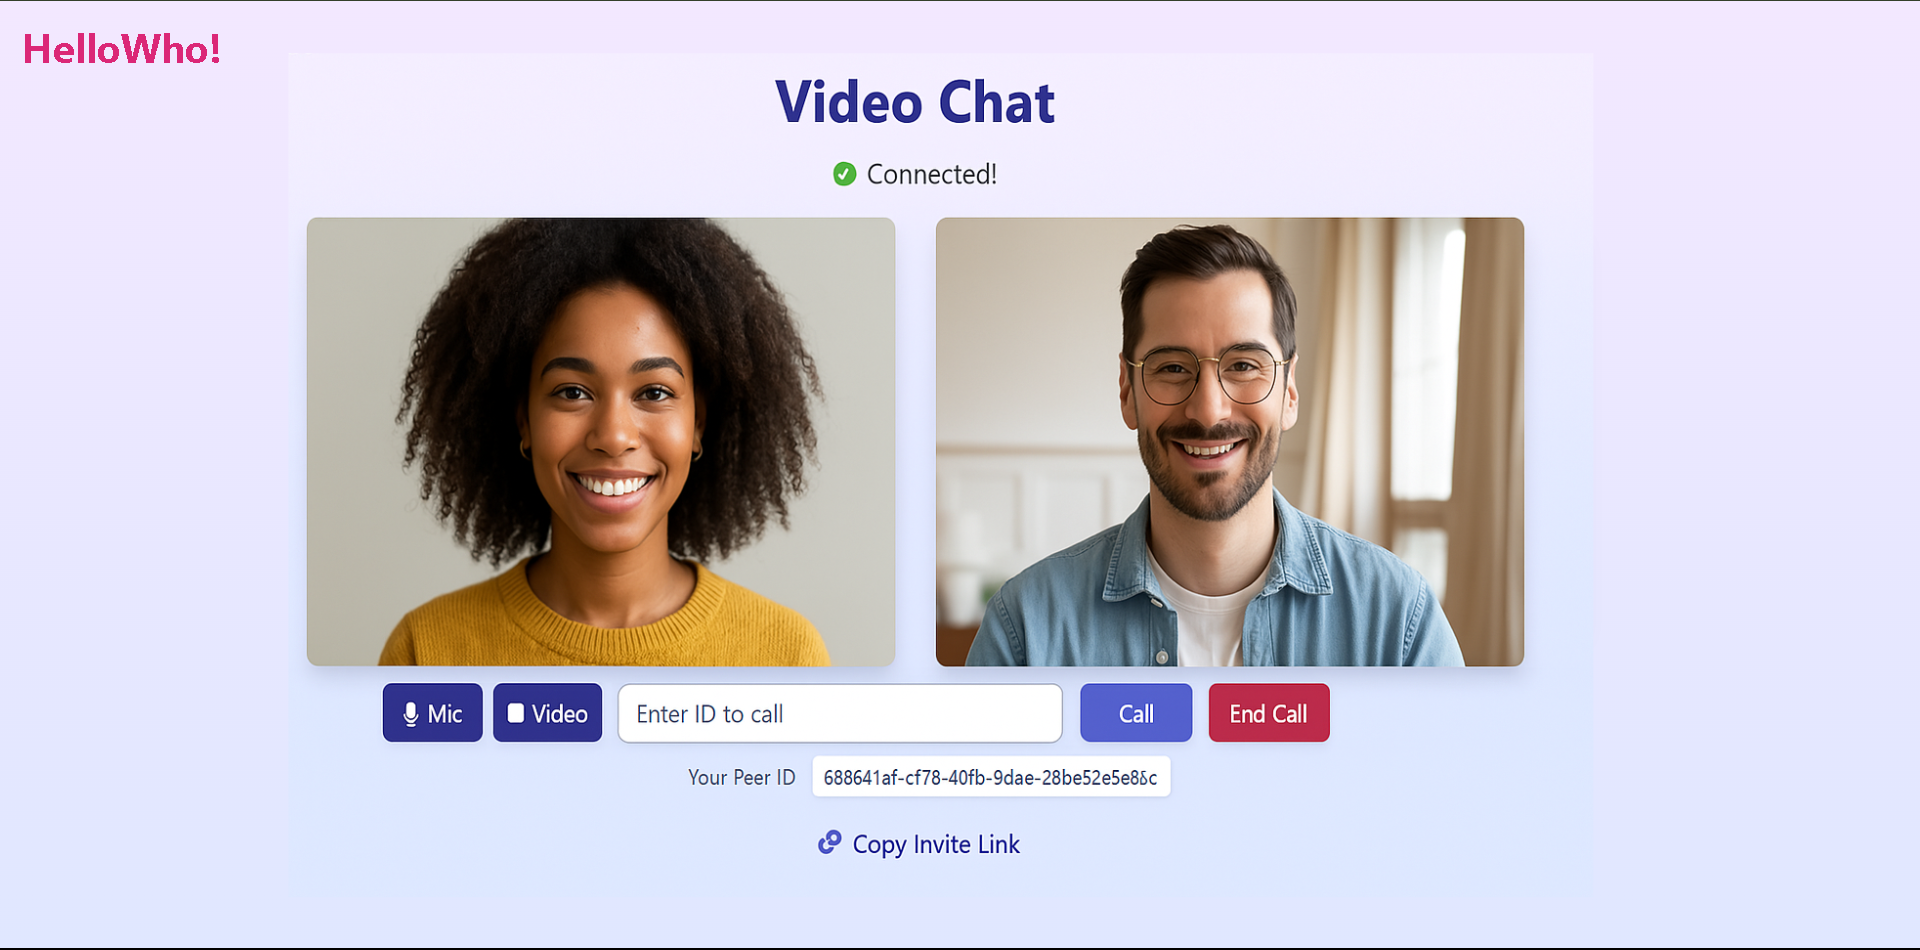 HelloWho!
Video Chat
Connected!
Mic
Video
Enter ID to call
Call
End Call
Your Peer ID
688641af-cf78-40fb-9dae-28be52e5e8&c
Copy Invite Link